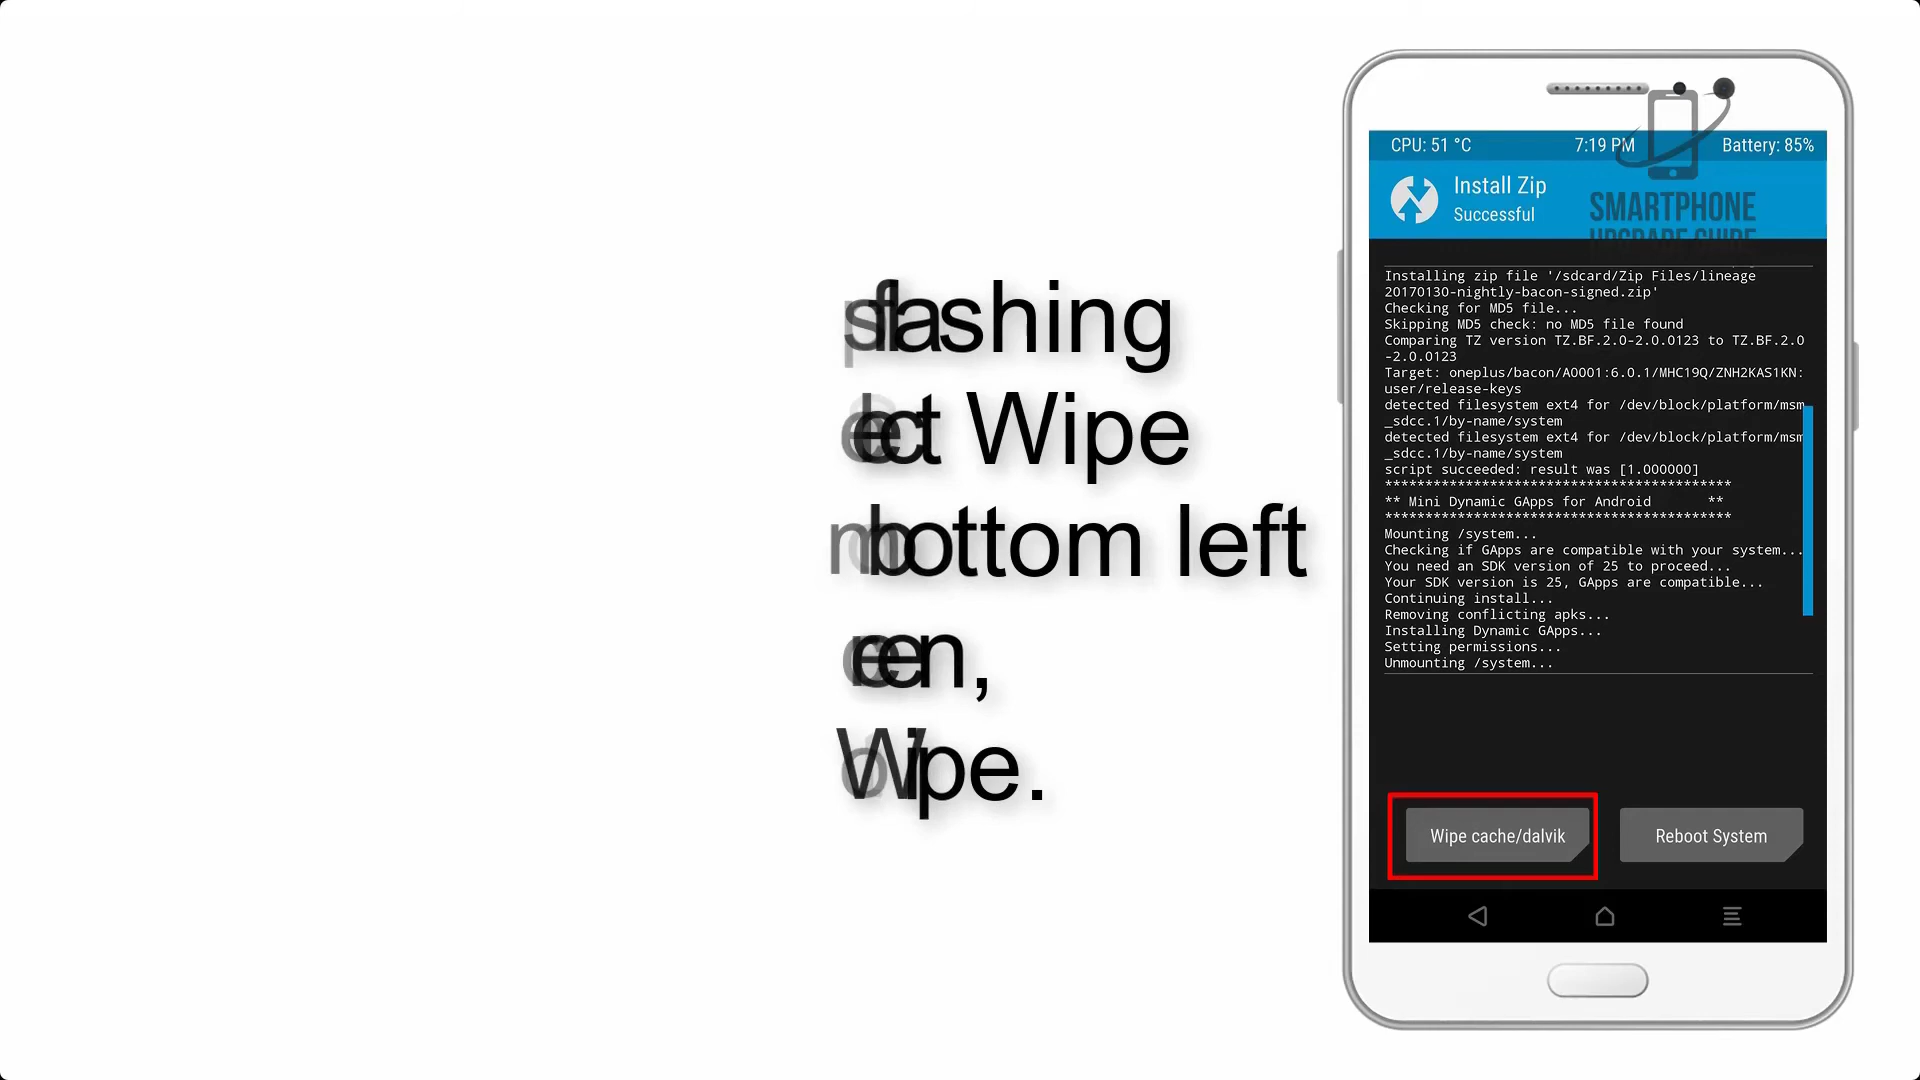 flashing
Wipe
bottom left
Wipe.
CPU: 51 °C 7:19 PM Battery: 85%
Install Zip
Successful
SMARTPHONE
UPGRADE GUIDE
Installing zip file '/sdcard/Zip Files/lineage
20170130-nightly-bacon-signed.zip'
Checking for MD5 file...
Skipping MD5 check: no MD5 file found
Comparing TZ version TZ.BF.2.0-2.0.0123 to TZ.BF.2.0
-2.0.0123
Target: oneplus/bacon/A0001:6.0.1/MHC19Q/ZNH2KAS1KN:
user/release-keys
detected filesystem ext4 for /dev/block/platform/msm
_sdcc.1/by-name/system
detected filesystem ext4 for /dev/block/platform/msm
_sdcc.1/by-name/system
script succeeded: result was [1.000000]
*******************************************
** Mini Dynamic GApps for Android **
*******************************************
Mounting /system...
Checking if GApps are compatible with your system...
You need an SDK version of 25 to proceed...
Your SDK version is 25, GApps are compatible...
Continuing install...
Removing conflicting apks...
Installing Dynamic GApps...
Setting permissions...
Unmounting /system...
Wipe cache/dalvik Reboot System